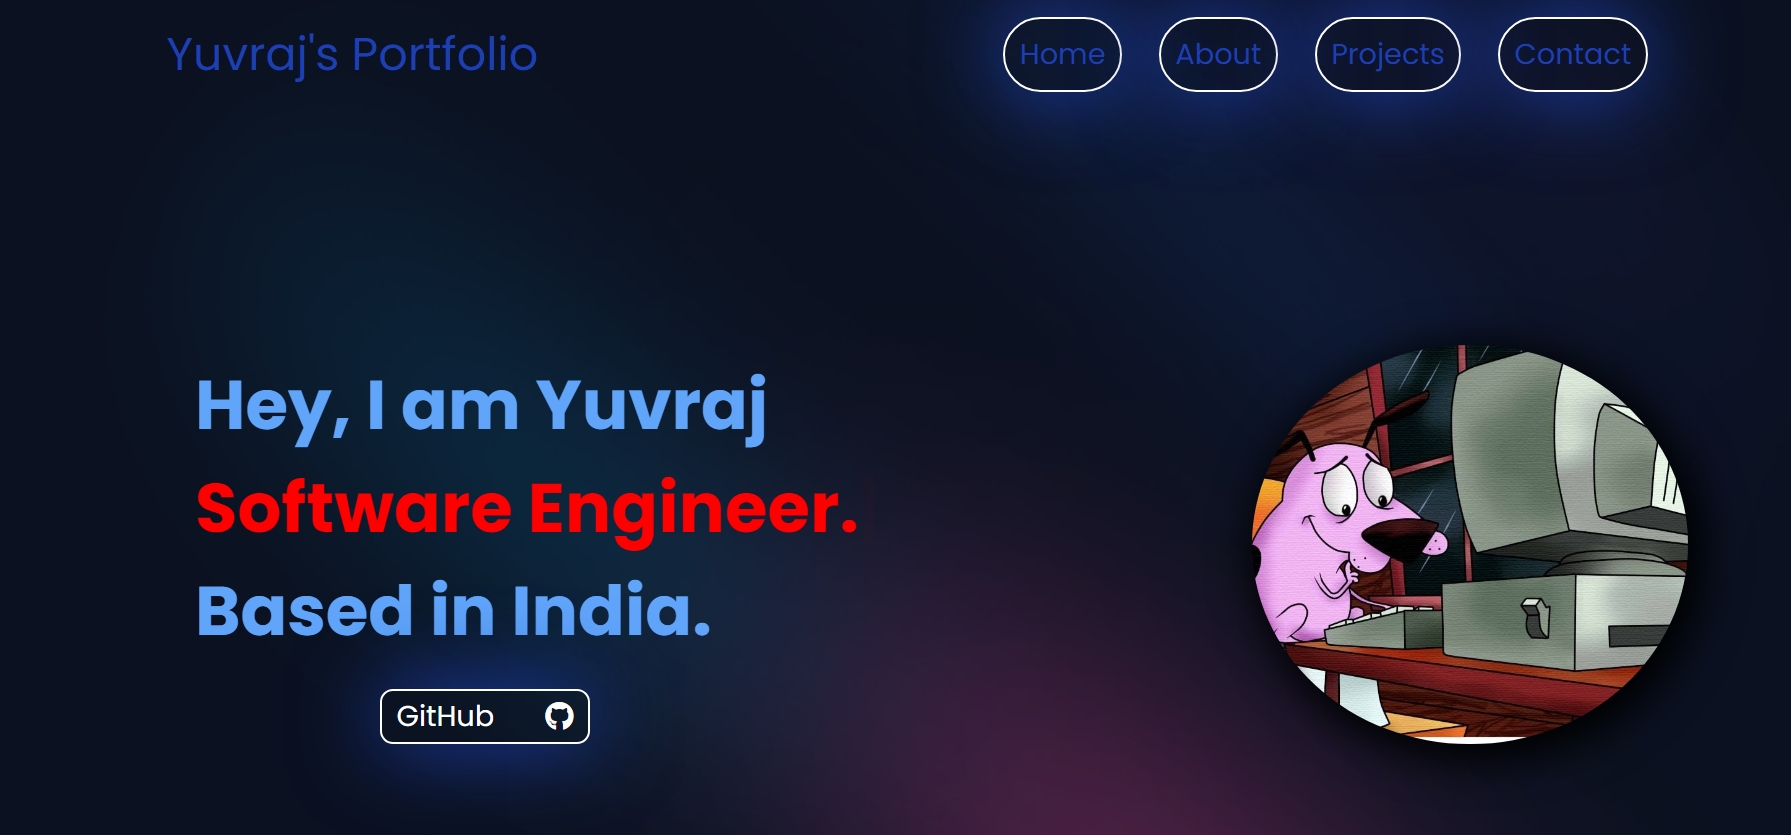 Yuvraj's Portfolio
Home About Projects Contact
Hey, I am Yuvraj
Software Engineer.
Based in India.
GitHub